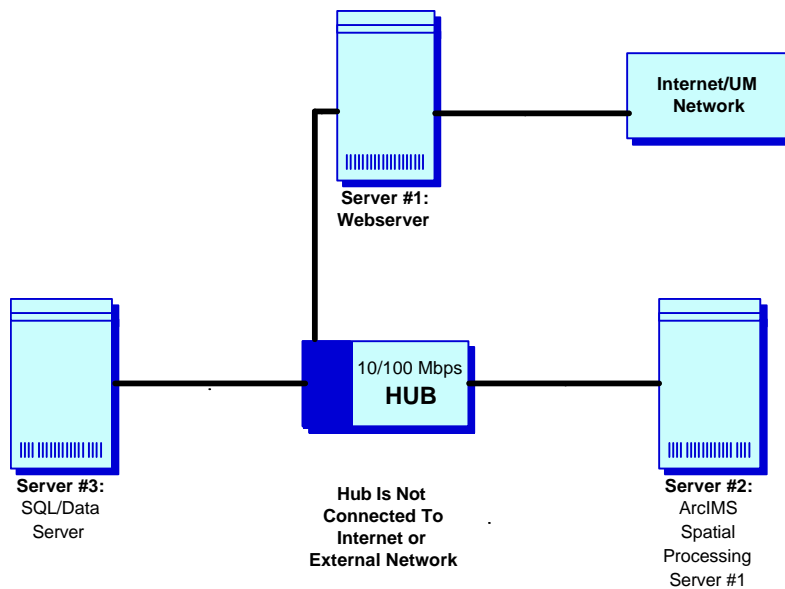 Internet/UM
Network
Server #1:
Webserver
10/100 Mbps
HUB
Server #3:
SQL/Data
Server
Hub Is Not
Connected To
Internet or
External Network
Server #2:
ArcIMS
Spatial
Processing
Server #1